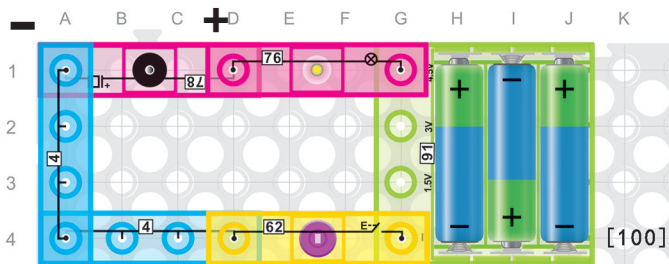 − A B C + D E F G H I J K
1 78 76 4.5V + − +
2 3V
3 4 91 1.5V
4 4 62 E − + − [100]